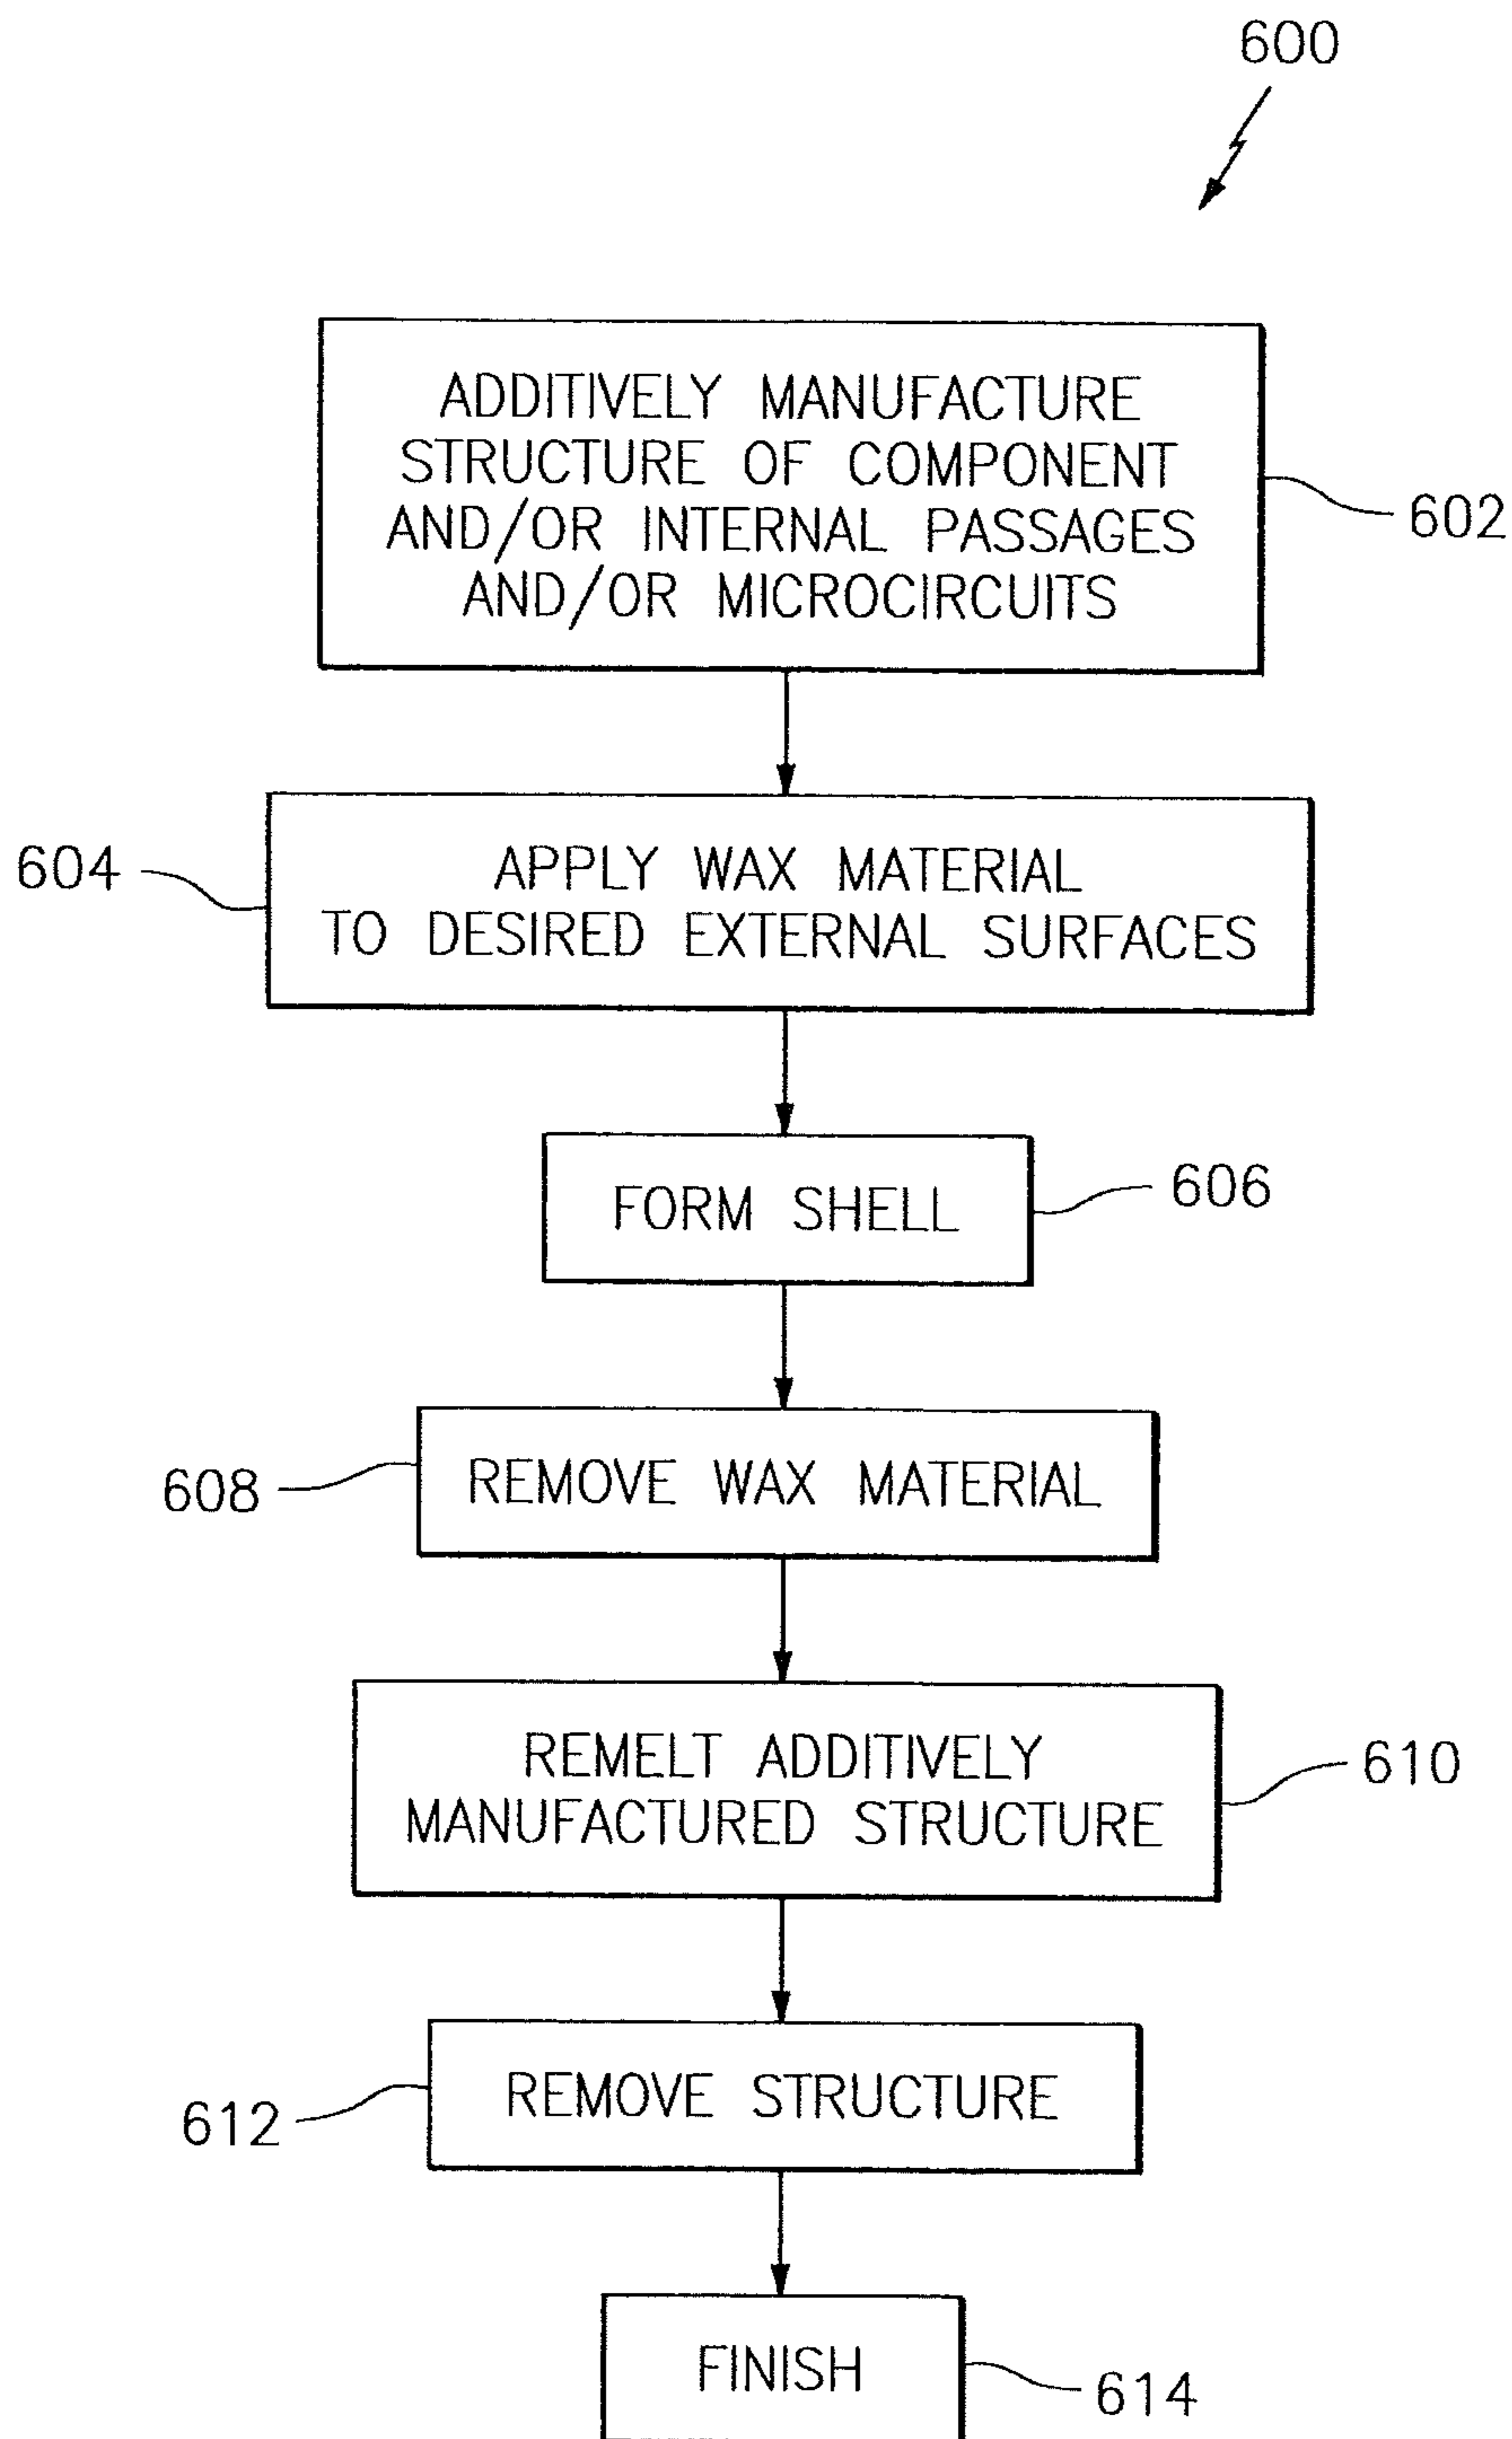 600
ADDITIVELY MANUFACTURE
STRUCTURE OF COMPONENT
AND/OR INTERNAL PASSAGES
AND/OR MICROCIRCUITS
602
604
APPLY WAX MATERIAL
TO DESIRED EXTERNAL SURFACES
FORM SHELL
606
608
REMOVE WAX MATERIAL
REMELT ADDITIVELY
MANUFACTURED STRUCTURE
610
612
REMOVE STRUCTURE
FINISH
614